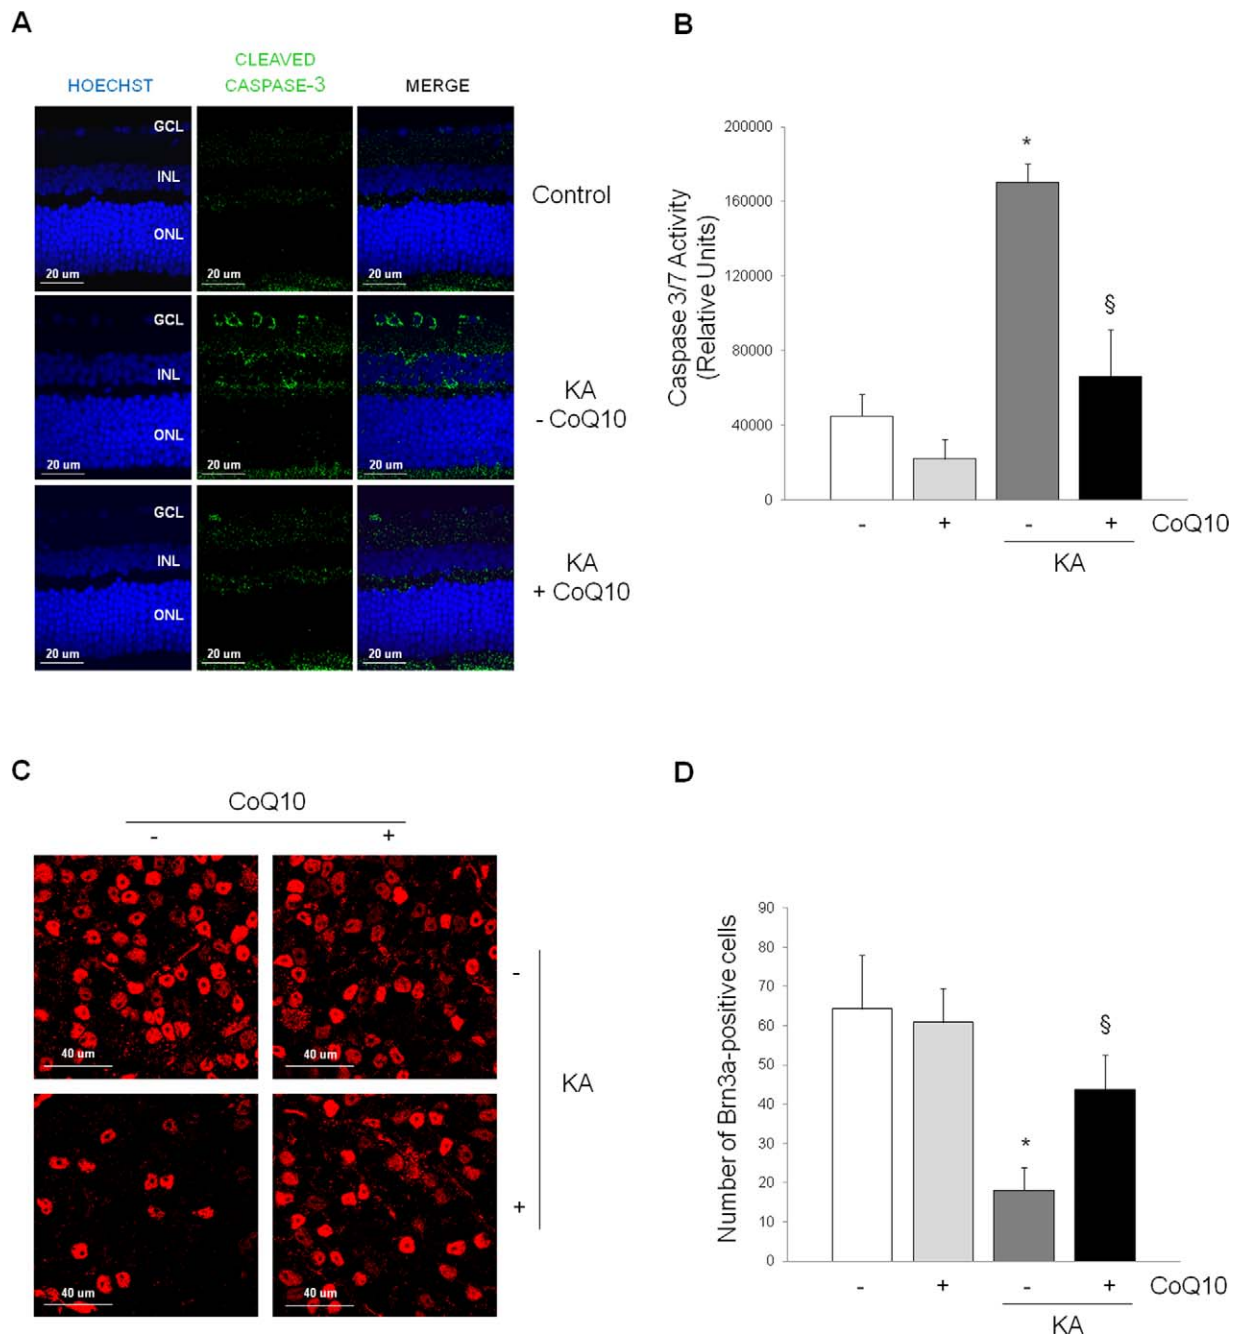 A
HOECHST
CLEAVED
CASPASE-3
MERGE
GCL
INL
ONL
20 um
20 um
20 um
Control
GCL
INL
ONL
20 um
20 um
20 um
KA
- CoQ10
GCL
INL
ONL
20 um
20 um
20 um
KA
+ CoQ10
B
Caspase 3/7 Activity
(Relative Units)
200000
160000
120000
80000
40000
0
*
§
- + - + CoQ10
KA
C
CoQ10
- +
40 um
40 um
-
KA
40 um
40 um
+
D
Number of Brn3a-positive cells
90
80
70
60
50
40
30
20
10
0
*
§
- + - + CoQ10
KA